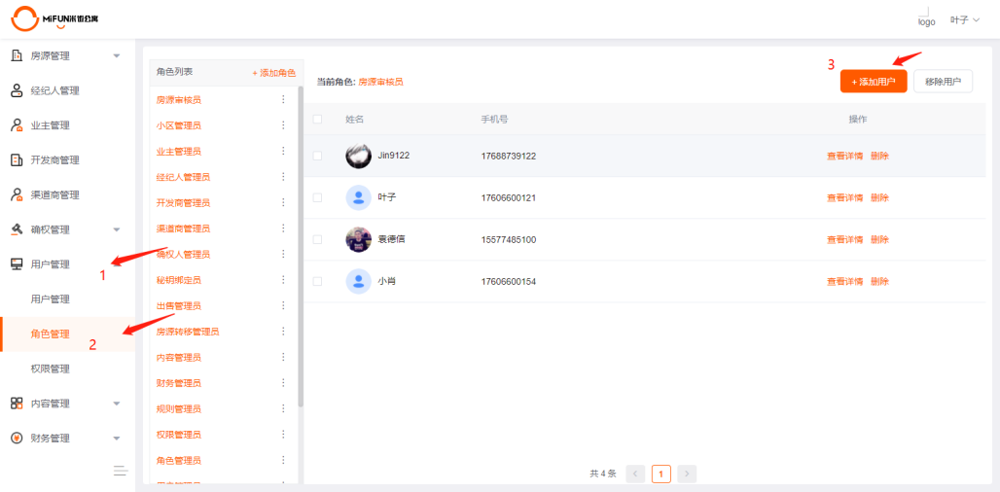 MiFUN米饭公寓
logo
叶子
房源管理
经纪人管理
业主管理
开发商管理
渠道商管理
确权管理
用户管理
1
用户管理
角色管理
2
权限管理
内容管理
财务管理
角色列表
+ 添加角色
房源审核员
小区管理员
业主管理员
经纪人管理员
开发商管理员
渠道商管理员
确权人管理员
秘钥绑定员
出售管理员
房源转移管理员
内容管理员
财务管理员
规则管理员
权限管理员
角色管理员
当前角色: 房源审核员
3
+ 添加用户
移除用户
姓名 手机号 操作
Jin9122 17688739122 查看详情 删除
叶子 17606600121 查看详情 删除
袁德信 15577485100 查看详情 删除
小肖 17606600154 查看详情 删除
共 4 条 < 1 >